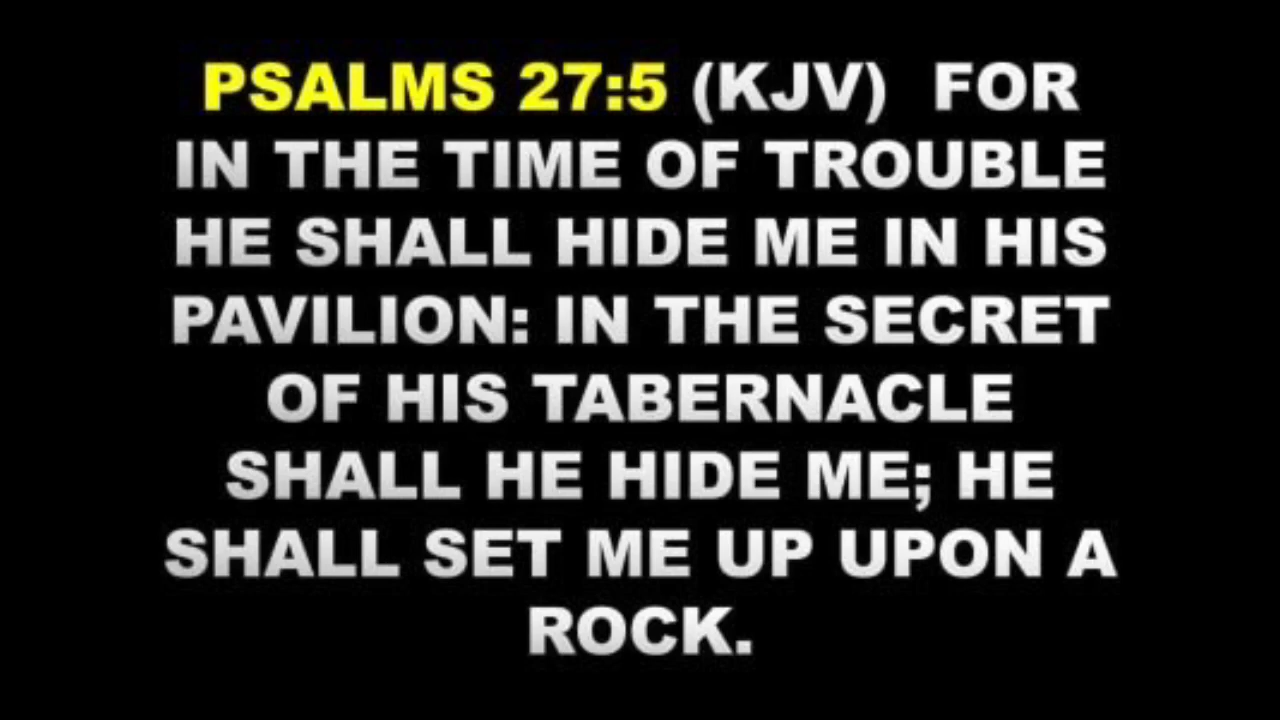 PSALMS 27:5 (KJV)  FOR
IN THE TIME OF TROUBLE
HE SHALL HIDE ME IN HIS
PAVILION: IN THE SECRET
OF HIS TABERNACLE
SHALL HE HIDE ME; HE
SHALL SET ME UP UPON A
ROCK.